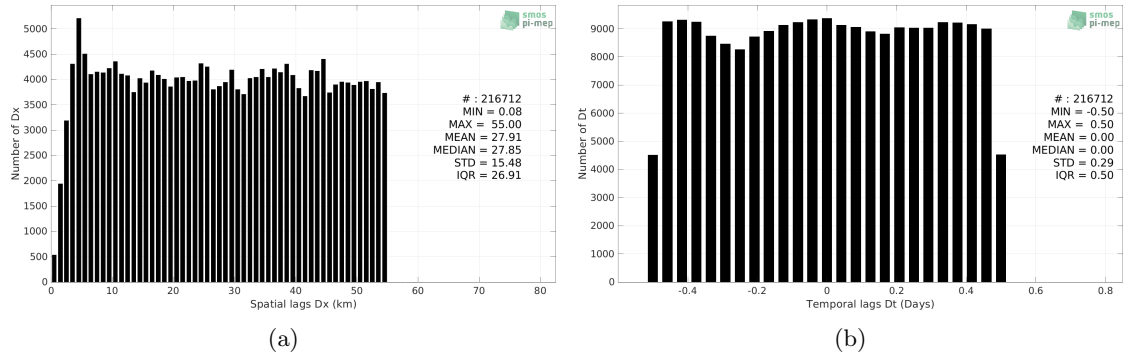 smos
pi-mep
Number of Dx
5000
4500
4000
3500
3000
2500
2000
1500
1000
500
0
# : 216712
MIN = 0.08
MAX = 55.00
MEAN = 27.91
MEDIAN = 27.85
STD = 15.48
IQR = 26.91
0 10 20 30 40 50 60 70 80
Spatial lags Dx (km)
(a)
smos
pi-mep
Number of Dt
9000
8000
7000
6000
5000
4000
3000
2000
1000
0
# : 216712
MIN = -0.50
MAX = 0.50
MEAN = 0.00
MEDIAN = 0.00
STD = 0.29
IQR = 0.50
-0.4 -0.2 0 0.2 0.4 0.6 0.8
Temporal lags Dt (Days)
(b)